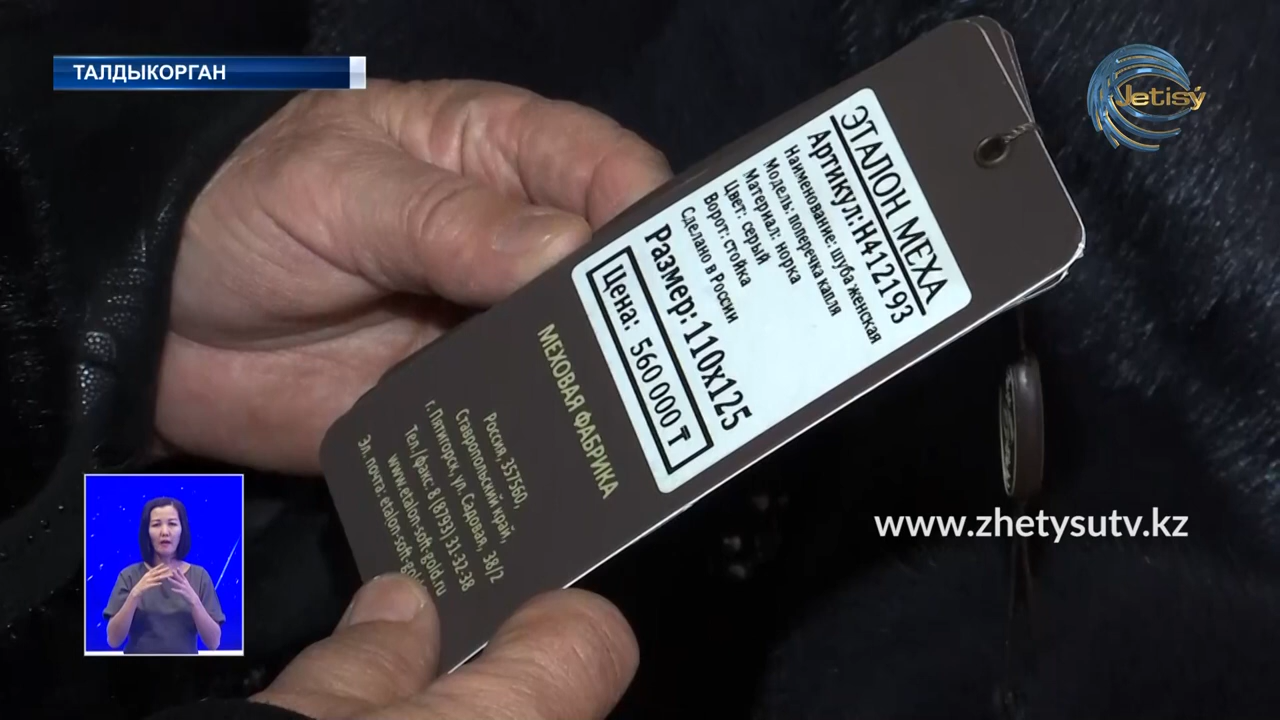 ТАЛДЫКОРГАН
Jetisý
ЭТАЛОН МЕХА
Артикул:Н412193
Наименование: шуба женская
Модель: поперечка капля
Материал: норка
Цвет: серый
Ворот: стойка
Сделано в России
Размер: 110х125
Цена: 560 000 ₸
МЕХОВАЯ ФАБРИКА
Россия, 357560,
Ставропольский край,
г. Пятигорск, ул. Садовая, 38/2
Тел./факс: 8 (8793) 31-32-38
www.etalon-soft-gold.ru
Эл. почта:
www.zhetysutv.kz